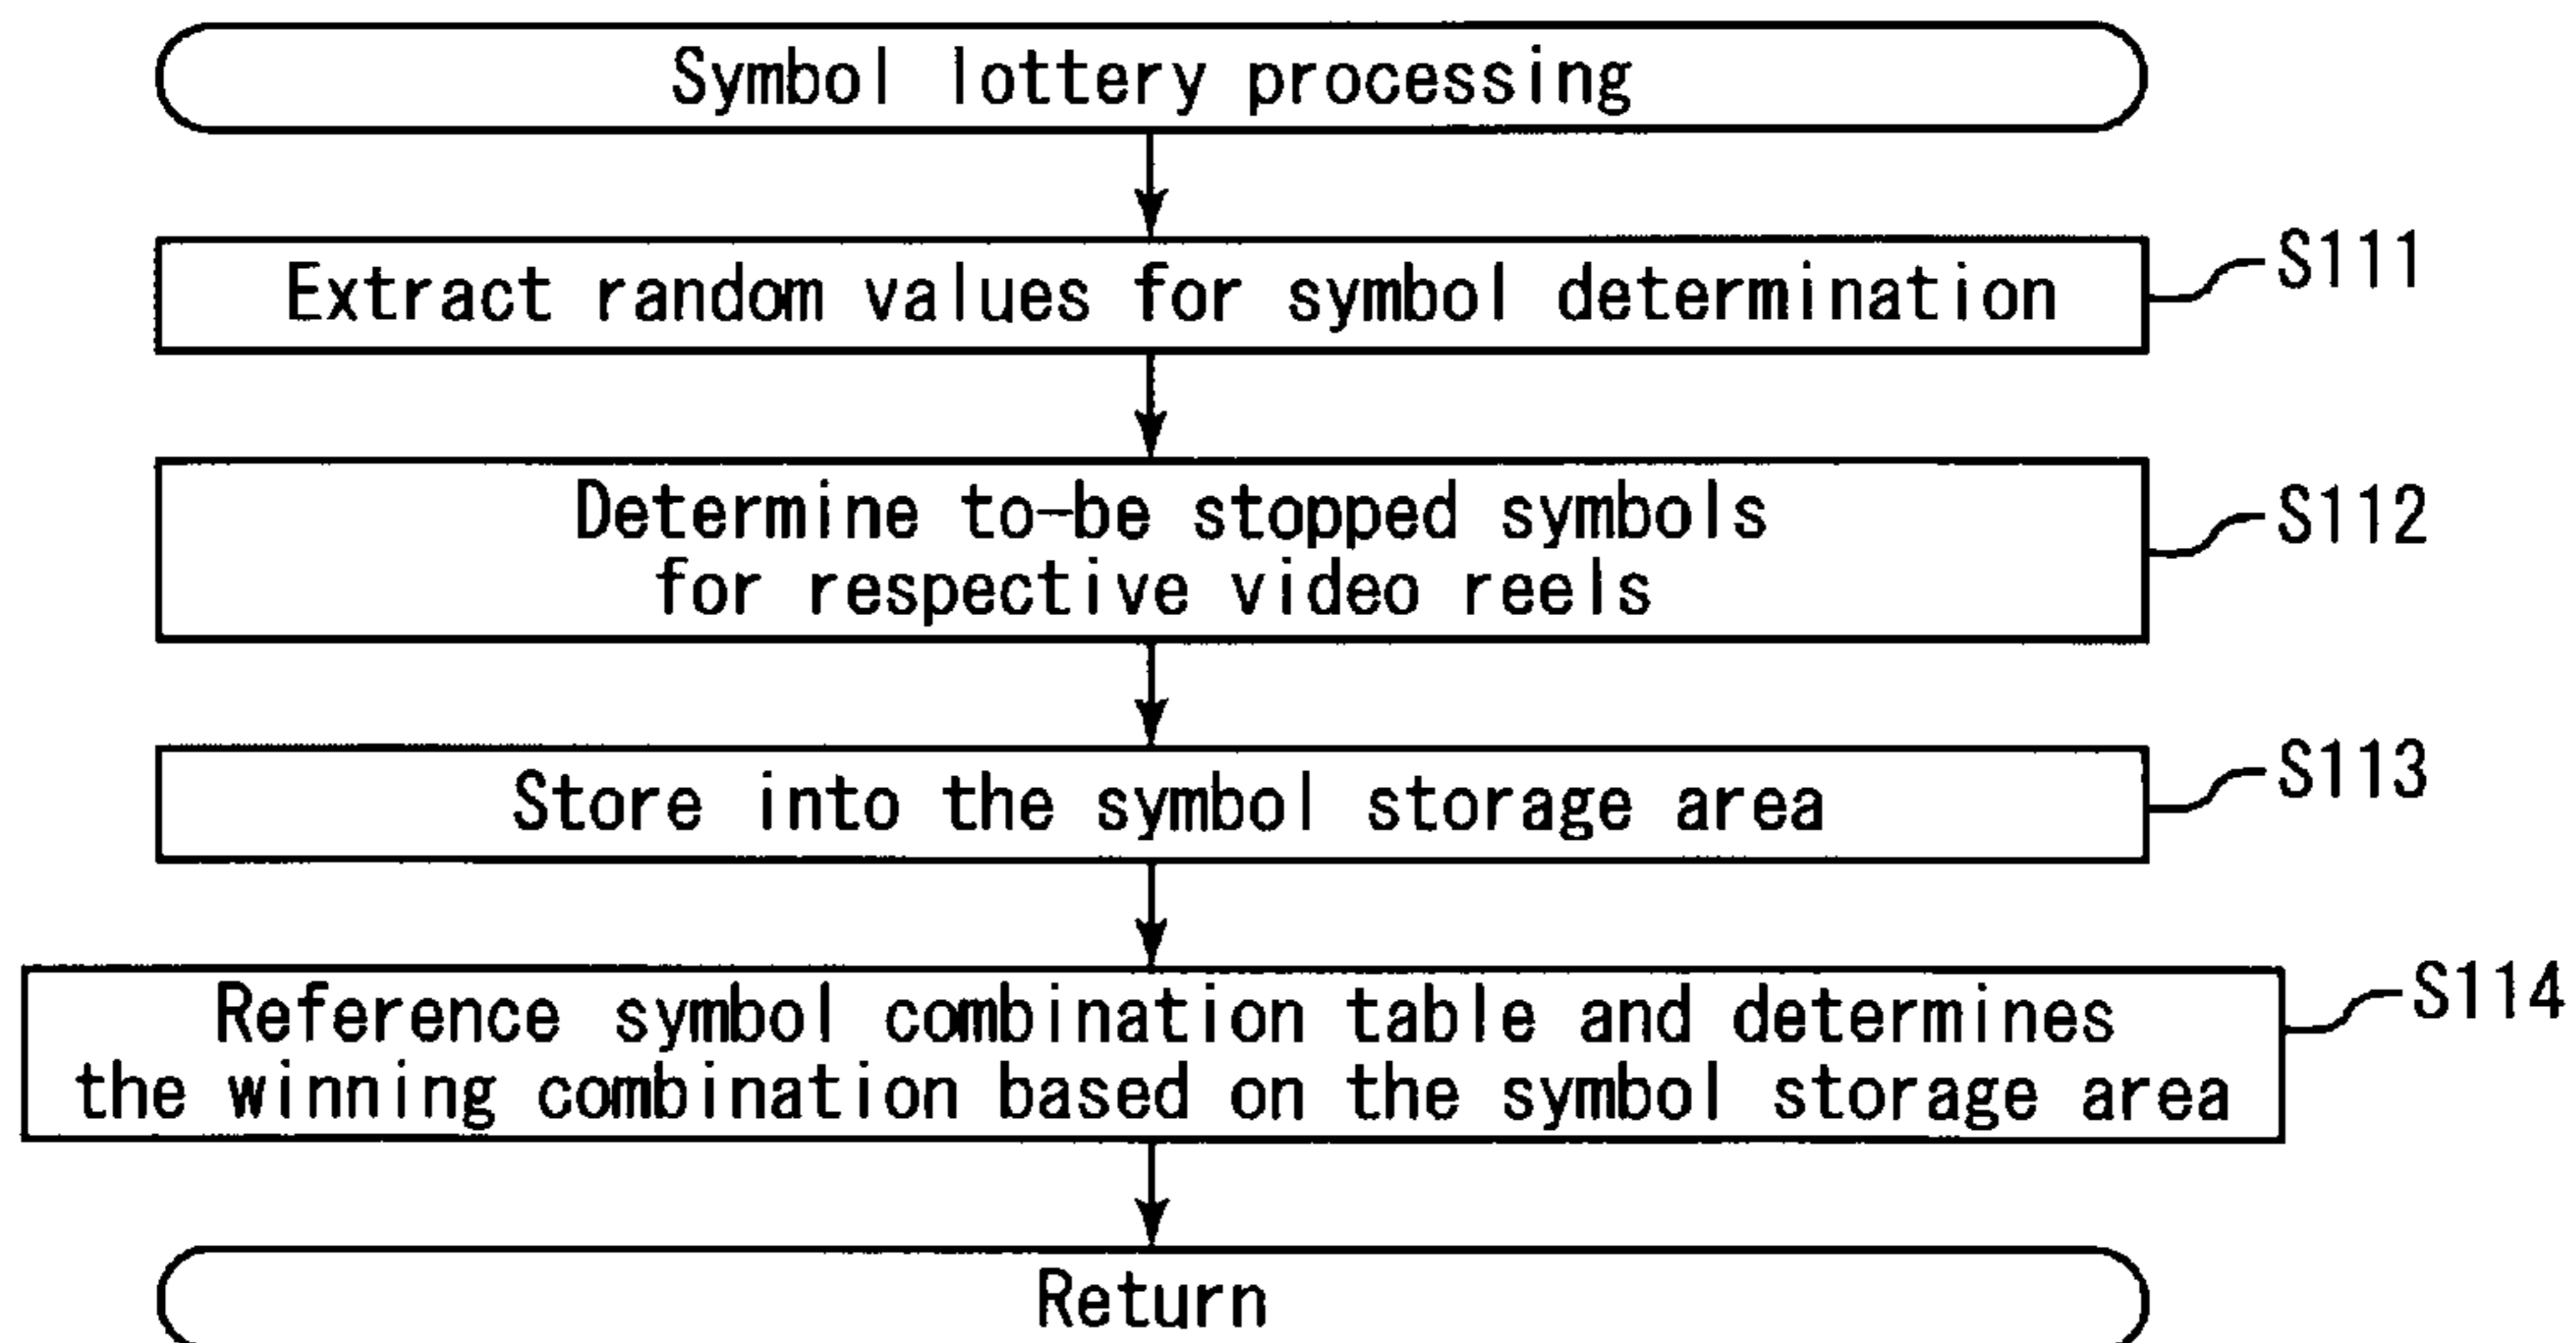 Symbol lottery processing
Extract random values for symbol determination
S111
Determine to-be stopped symbols
for respective video reels
S112
Store into the symbol storage area
S113
Reference symbol combination table and determines
the winning combination based on the symbol storage area
S114
Return